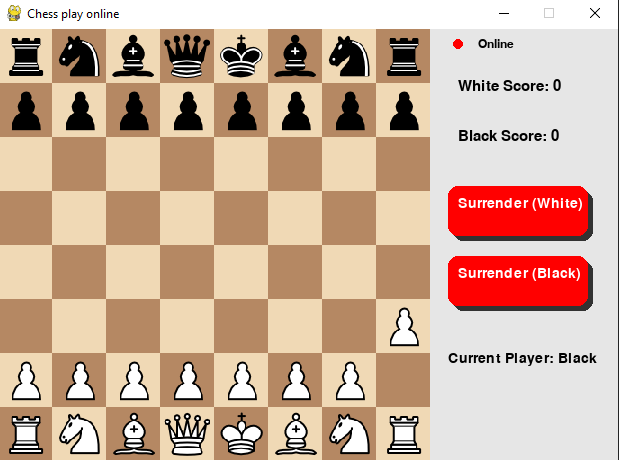 Chess play online
Online
White Score: 0
Black Score: 0
Surrender (White)
Surrender (Black)
Current Player: Black